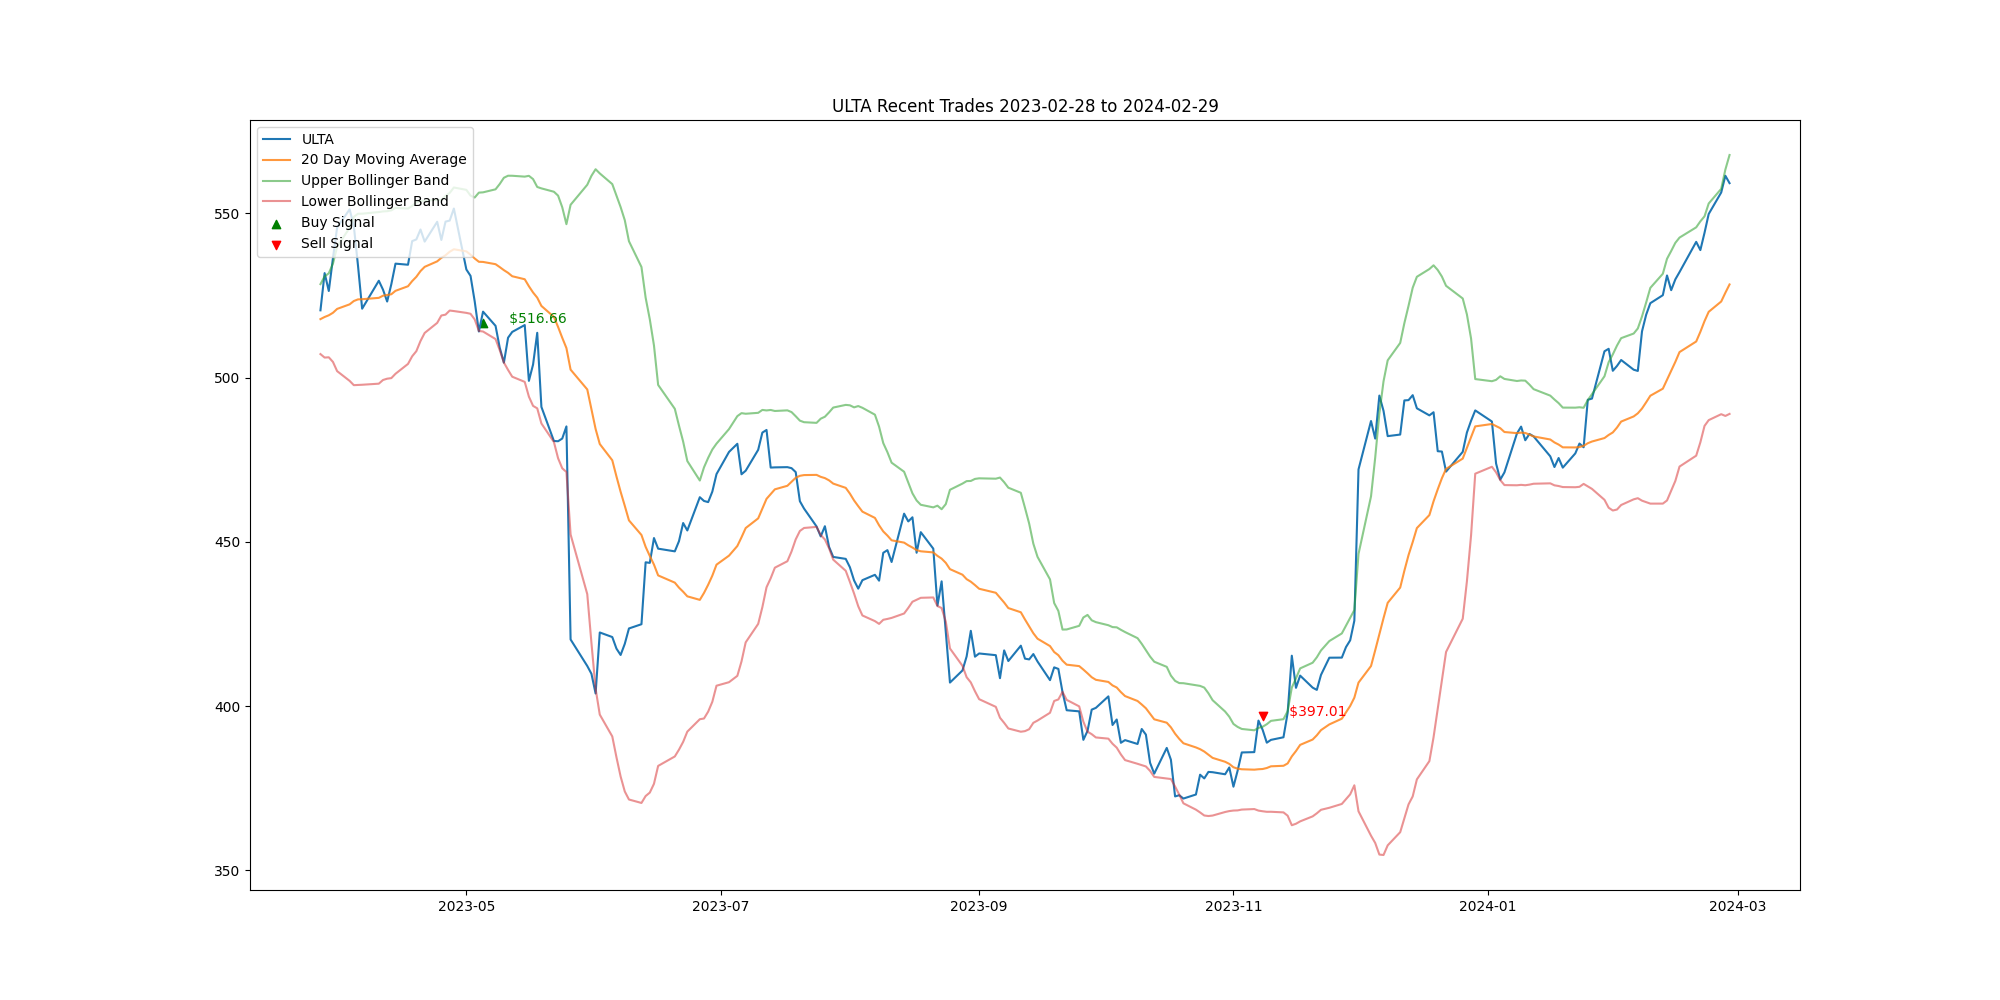 ULTA Recent Trades 2023-02-28 to 2024-02-29
ULTA
20 Day Moving Average
Upper Bollinger Band
Lower Bollinger Band
Buy Signal
Sell Signal
550
500
450
400
350
$516.66
$397.01
2023-05
2023-07
2023-09
2023-11
2024-01
2024-03